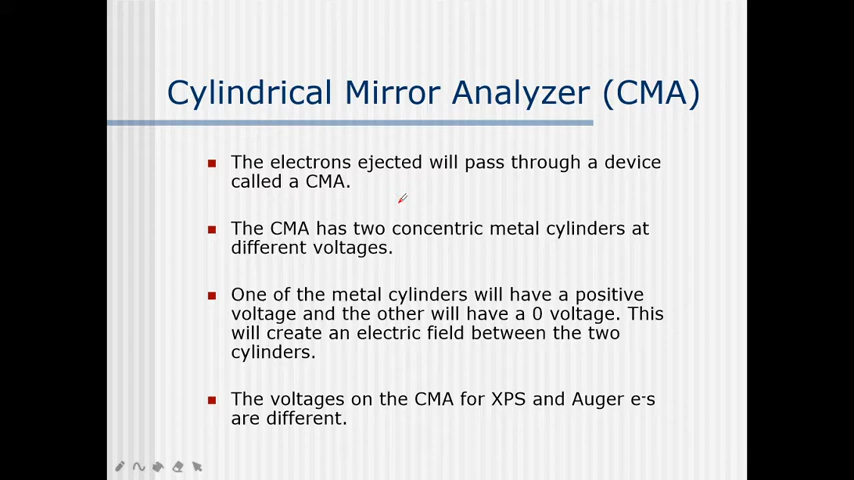 Cylindrical Mirror Analyzer (CMA)
The electrons ejected will pass through a device
called a CMA.
The CMA has two concentric metal cylinders at
different voltages.
One of the metal cylinders will have a positive
voltage and the other will have a 0 voltage. This
will create an electric field between the two
cylinders.
The voltages on the CMA for XPS and Auger e-s
are different.